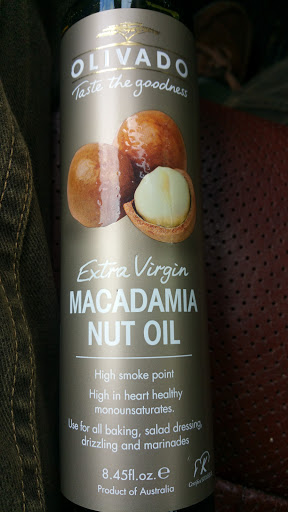 OLIVADO
Taste the goodness
Extra Virgin
MACADAMIA
NUT OIL
High smoke point
High in heart healthy
monounsaturates.
Use for all baking, salad dressing,
drizzling and marinades
8.45fl.oz. ℮
Product of Australia